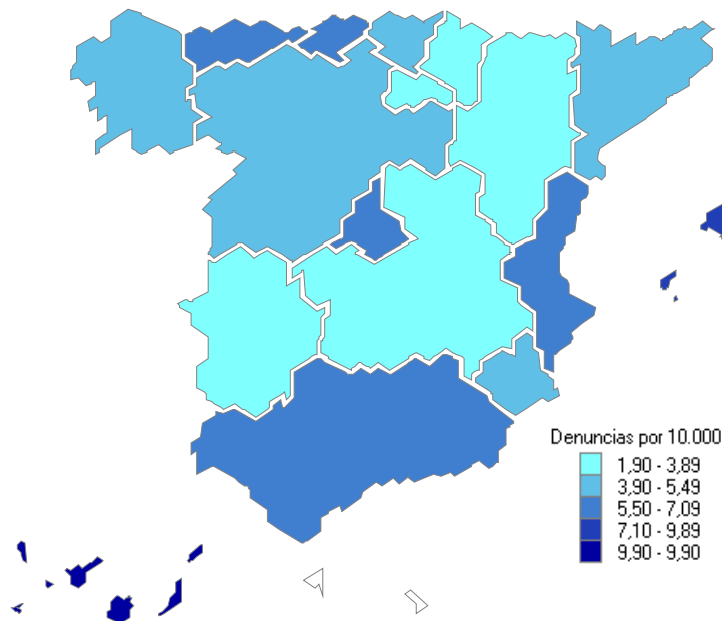 Denuncias por 10.000
1,90 - 3,89
3,90 - 5,49
5,50 - 7,09
7,10 - 9,89
9,90 - 9,90